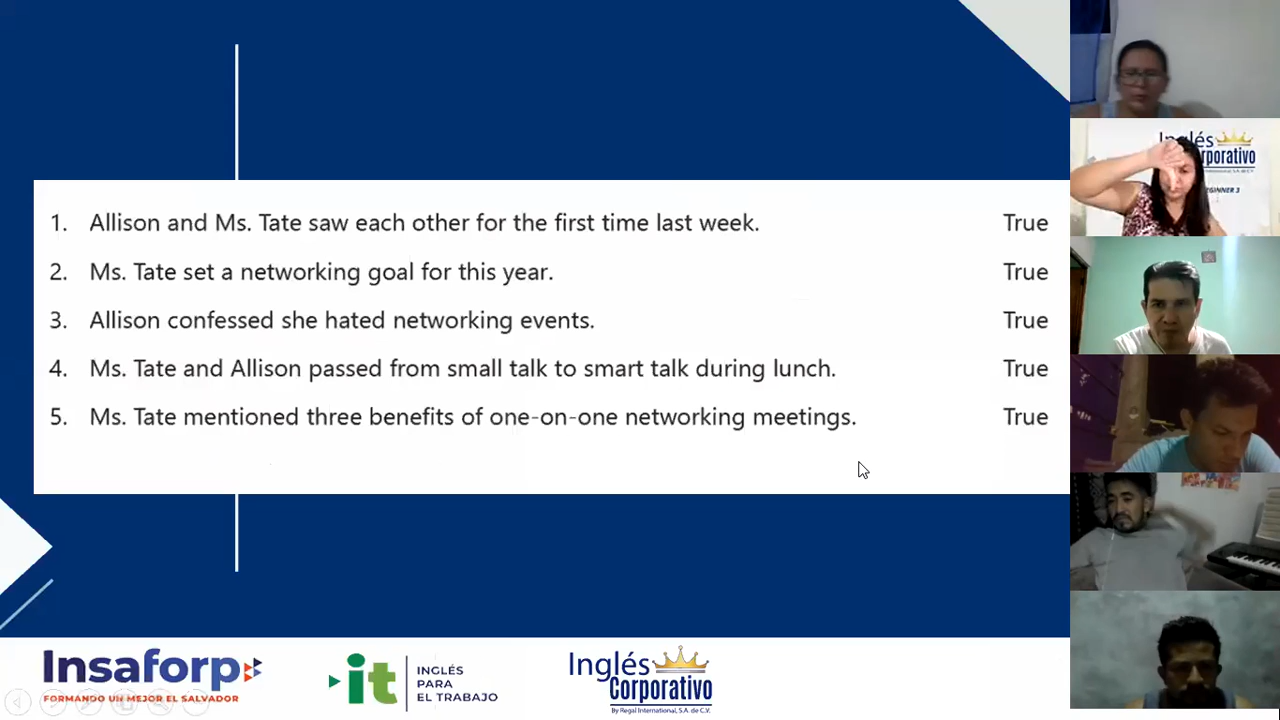 1. Allison and Ms. Tate saw each other for the first time last week. True
2. Ms. Tate set a networking goal for this year. True
3. Allison confessed she hated networking events. True
4. Ms. Tate and Allison passed from small talk to smart talk during lunch. True
5. Ms. Tate mentioned three benefits of one-on-one networking meetings. True
Inglés
EGINNER 3
Insaforp
FORMANDO UN MEJOR EL SALVADOR
it
INGLÉS
PARA
EL TRABAJO
Inglés
Corporativo
By Regal International, S.A. de C.V.